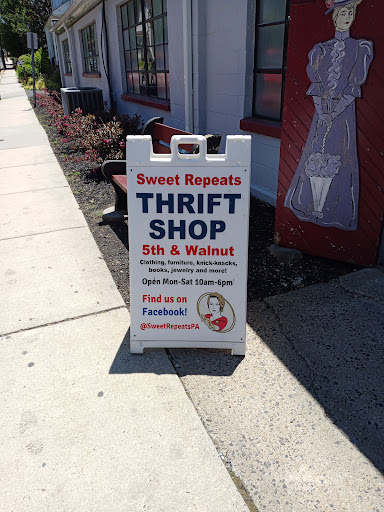 Sweet Repeats
THRIFT
SHOP
5th & Walnut
Clothing, furniture, knick-knacks,
books, jewelry and more!
Open Mon-Sat 10am-6pm
Find us on
Facebook!
@SweetRepeatsPA